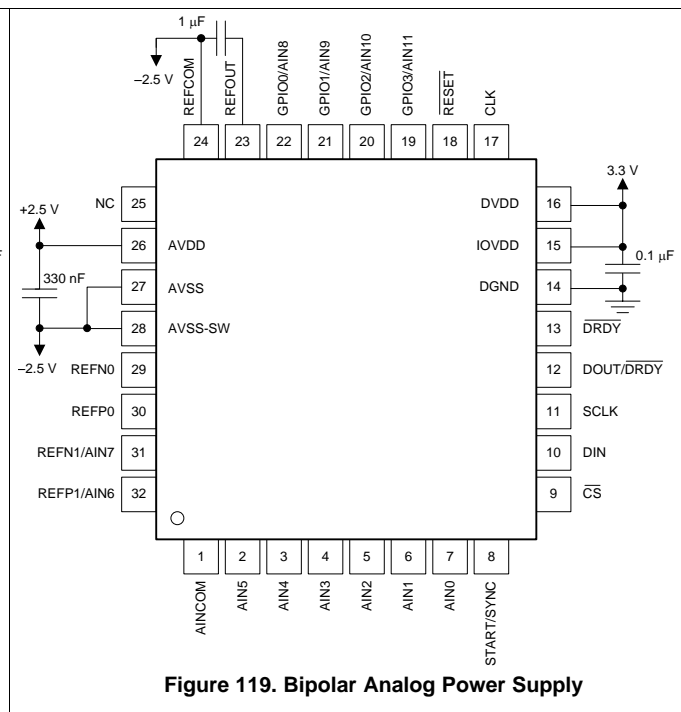 1 μF
–2.5 V
REFCOM
REFOUT
GPIO0/AIN8
GPIO1/AIN9
GPIO2/AIN10
GPIO3/AIN11
RESET
CLK
24 23 22 21 20 19 18 17
3.3 V
NC 25
DVDD 16
+2.5 V
26 AVDD
IOVDD 15
F
330 nF
0.1 μF
27 AVSS
DGND 14
28 AVSS-SW
13 DRDY
–2.5 V
REFN0 29
12 DOUT/DRDY
REFP0 30
11 SCLK
REFN1/AIN7 31
10 DIN
REFP1/AIN6 32
9 CS
1 2 3 4 5 6 7 8
AINCOM
AIN5
AIN4
AIN3
AIN2
AIN1
AIN0
START/SYNC
Figure 119. Bipolar Analog Power Supply